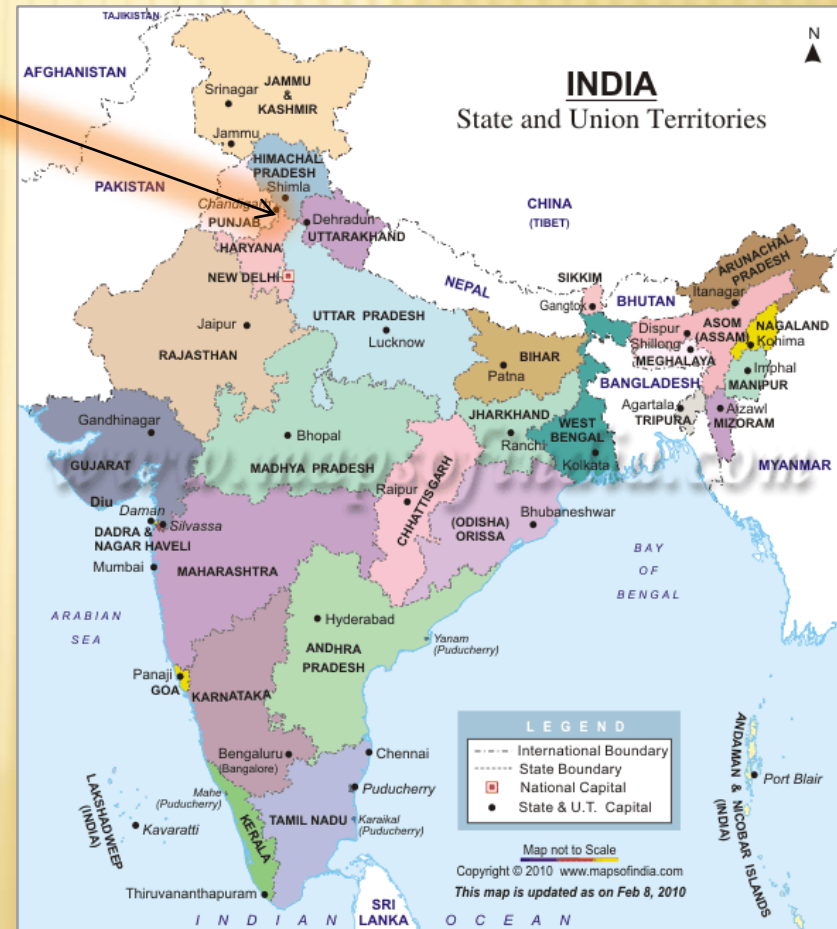 TAJIKISTAN
N
AFGHANISTAN
INDIA
State and Union Territories
Srinagar
JAMMU
&
KASHMIR
Jammu
HIMACHAL
PRADESH
Shimla
PAKISTAN
Chandigarh
PUNJAB
Dehradun
UTTARAKHAND
CHINA
(TIBET)
HARYANA
NEW DELHI
NEPAL
SIKKIM
Gangtok
BHUTAN
ARUNACHAL
PRADESH
Itanagar
Jaipur
RAJASTHAN
UTTAR PRADESH
Lucknow
BIHAR
Patna
Dispur
Shillong
MEGHALAYA
ASOM
(ASSAM)
NAGALAND
Kohima
Imphal
MANIPUR
BANGLADESH
Agartala
TRIPURA
Aizawl
MIZORAM
MYANMAR
Gandhinagar
GUJARAT
Bhopal
MADHYA PRADESH
JHARKHAND
Ranchi
WEST
BENGAL
Kolkata
www.mapsofindia.com
Diu
Daman
Silvassa
DADRA &
NAGAR HAVELI
Raipur
CHHATTISGARH
(ODISHA)
ORISSA
Bhubaneshwar
Mumbai
MAHARASHTRA
BAY
OF
BENGAL
ARABIAN
SEA
Hyderabad
ANDHRA
PRADESH
Yanam
(Puducherry)
Panaji
GOA
KARNATAKA
Bengaluru
(Bangalore)
Chennai
Mahe
(Puducherry)
Puducherry
TAMIL NADU
Karaikal
(Puducherry)
KERALA
LAKSHADWEEP
(INDIA)
Kavaratti
Thiruvananthapuram
SRI
LANKA
INDIAN OCEAN
LEGEND
International Boundary
State Boundary
National Capital
State & U.T. Capital
Map not to Scale
Copyright © 2010 www.mapsofindia.com
This map is updated as on Feb 8, 2010
ANDAMAN & NICOBAR ISLANDS
(INDIA)
Port Blair